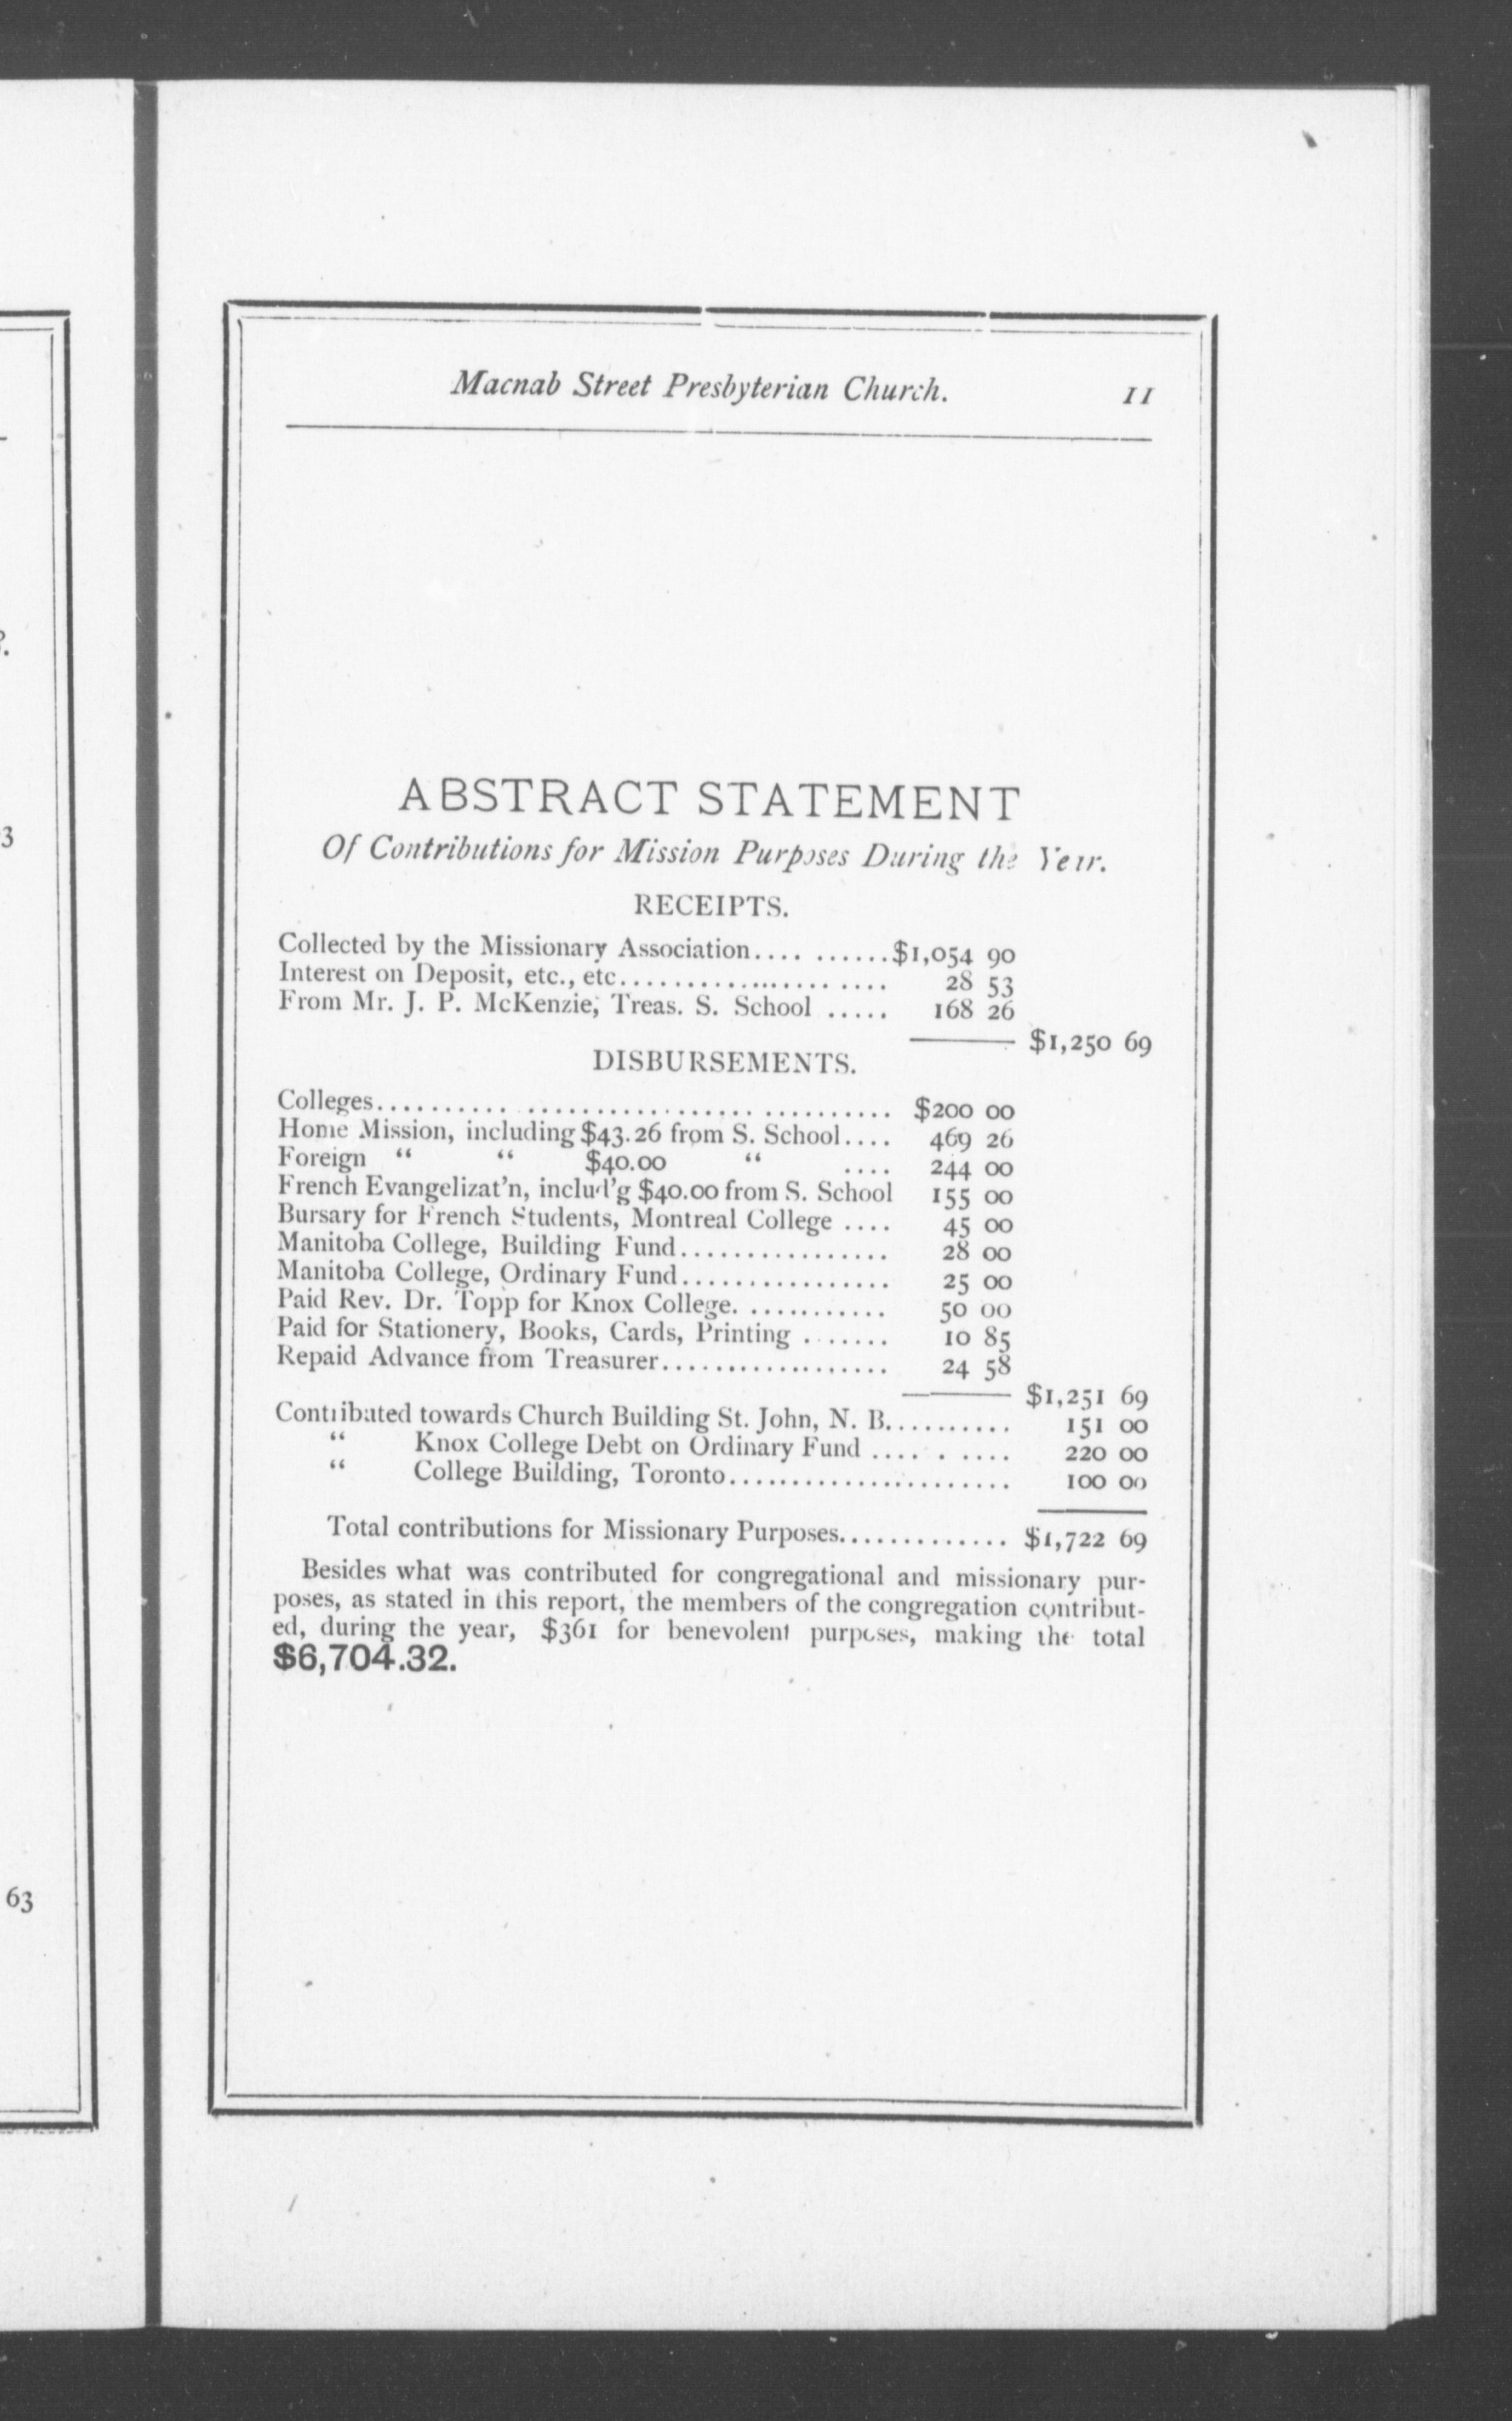 ?.
3
63
Macnab Street Presbyterian Church. 11
ABSTRACT STATEMENT
Of Contributions for Mission Purposes During the Year.
RECEIPTS.
Collected by the Missionary Association.... ......$1,054 90
Interest on Deposit, etc., etc.................... .... 28 53
From Mr. J. P. McKenzie, Treas. S. School ..... 168 26
$1,250 69
DISBURSEMENTS.
Colleges.......... ................. .......... $200 00
Home Mission, including $43.26 from S. School.... 469 26
Foreign “ “ $40.00 “ .... 244 00
French Evangelizat'n, includ'g $40.00 from S. School 155 00
Bursary for French Students, Montreal College .... 45 00
Manitoba College, Building Fund................ 28 00
Manitoba College, Ordinary Fund................ 25 00
Paid Rev. Dr. Topp for Knox College. ........... 50 00
Paid for Stationery, Books, Cards, Printing ....... 10 85
Repaid Advance from Treasurer.................. 24 58
$1,251 69
Contributed towards Church Building St. John, N. B.......... 151 00
“ Knox College Debt on Ordinary Fund .... . .... 220 00
“ College Building, Toronto...................... 100 00
Total contributions for Missionary Purposes............. $1,722 69
Besides what was contributed for congregational and missionary pur-
poses, as stated in this report, the members of the congregation contribut-
ed, during the year, $361 for benevolent purposes, making the total
$6,704.32.